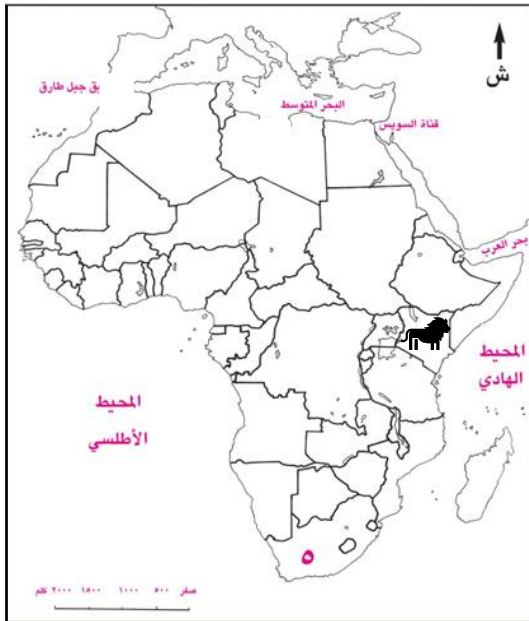 ش
ق جبل طارق
البحر المتوسط
قناة السويس
بحر العرب
المحيط
الهادي
المحيط
الأطلسي
٥
صفر ٥٠٠ ١٠٠٠ ١٥٠٠ ٢٠٠٠ كلم